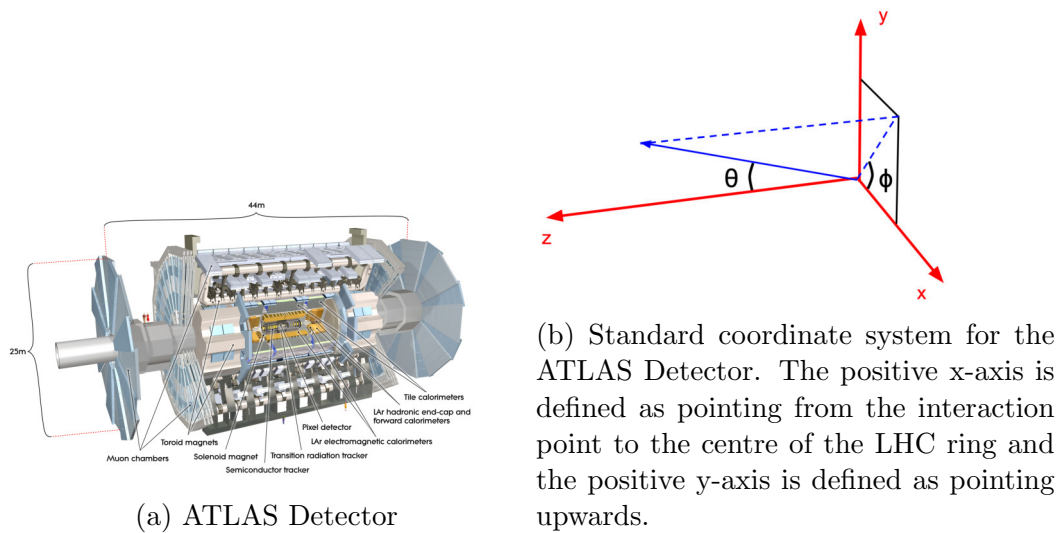 44m
25m
Tile calorimeters
LAr hadronic end-cap and
forward calorimeters
Pixel detector
LAr electromagnetic calorimeters
Toroid magnets
Muon chambers
Solenoid magnet
Transition radiation tracker
Semiconductor tracker
(a) ATLAS Detector
y
θ
ϕ
z
x
(b) Standard coordinate system for the
ATLAS Detector. The positive x-axis is
defined as pointing from the interaction
point to the centre of the LHC ring and
the positive y-axis is defined as pointing
upwards.